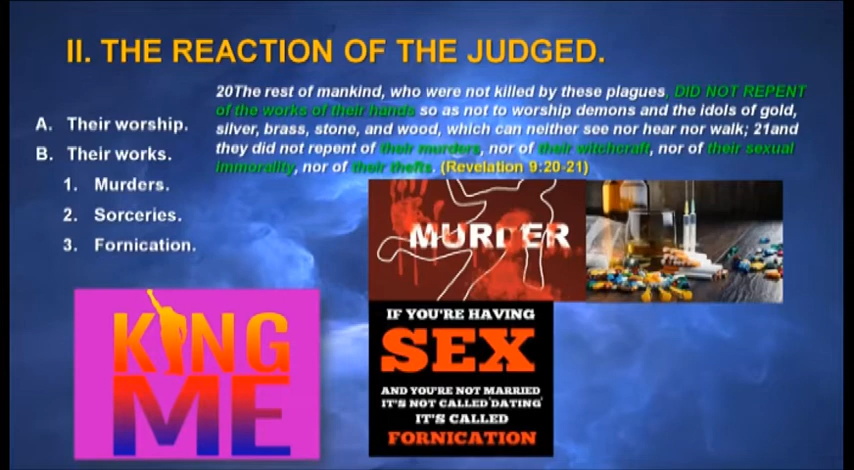 II. THE REACTION OF THE JUDGED.
20The rest of mankind, who were not killed by these plagues, DID NOT REPENT
of the works of their hands so as not to worship demons and the idols of gold,
silver, brass, stone, and wood, which can neither see nor hear nor walk; 21and
they did not repent of their murders, nor of their witchcraft, nor of their sexual
immorality, nor of their thefts. (Revelation 9:20-21)
A. Their worship.
B. Their works.
1. Murders.
2. Sorceries.
3. Fornication.
MURDER
KING
ME
IF YOU'RE HAVING
SEX
AND YOU'RE NOT MARRIED
IT'S NOT CALLED 'DATING'
IT'S CALLED
FORNICATION